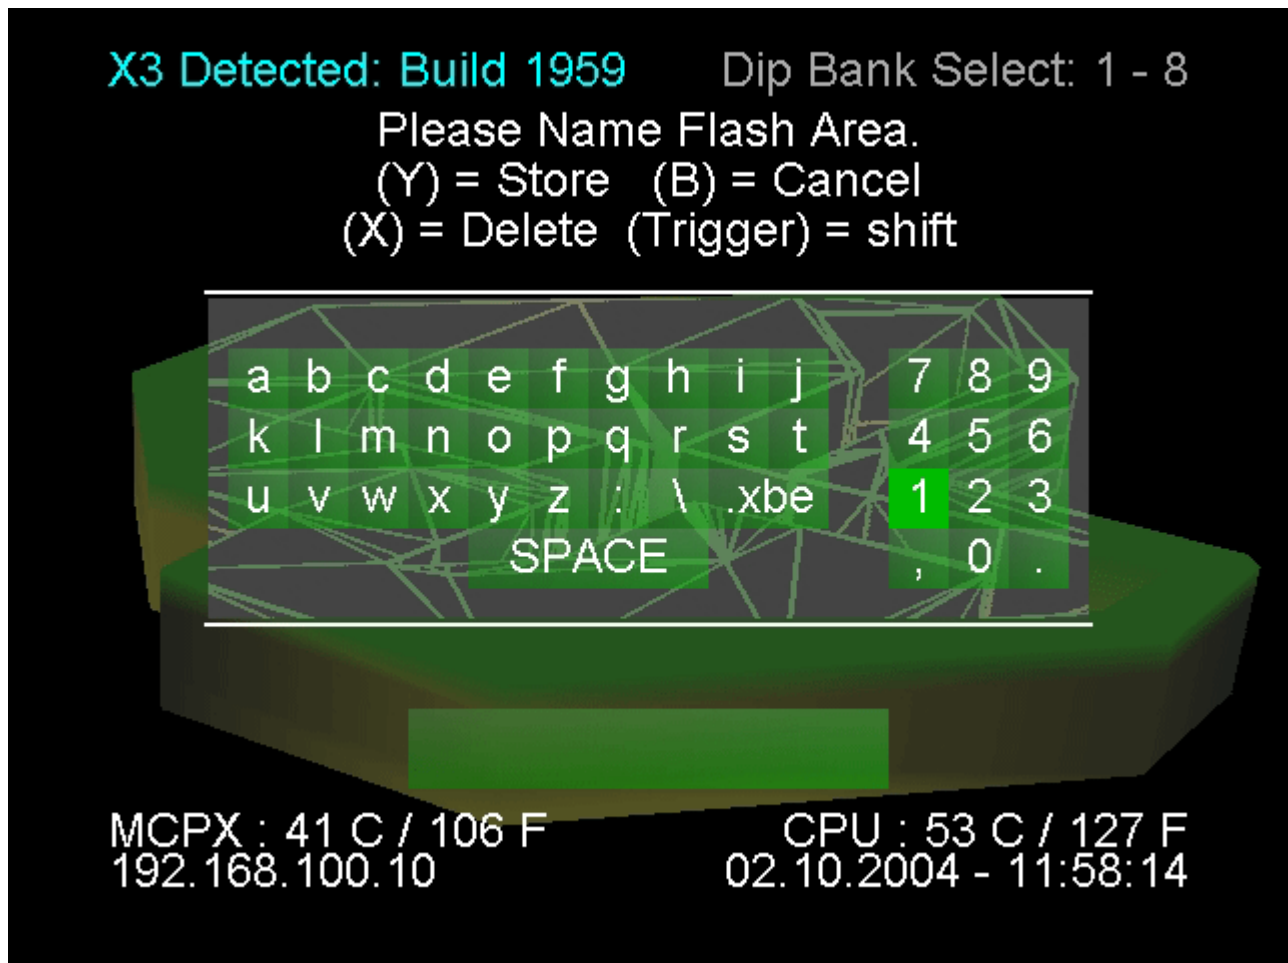 X3 Detected: Build 1959 Dip Bank Select: 1 - 8
Please Name Flash Area.
(Y) = Store (B) = Cancel
(X) = Delete (Trigger) = shift
a b c d e f g h i j 7 8 9
k l m n o p q r s t 4 5 6
u v w x y z : \ .xbe 1 2 3
SPACE , 0 .
MCPX : 41 C / 106 F CPU : 53 C / 127 F
192.168.100.10 02.10.2004 - 11:58:14